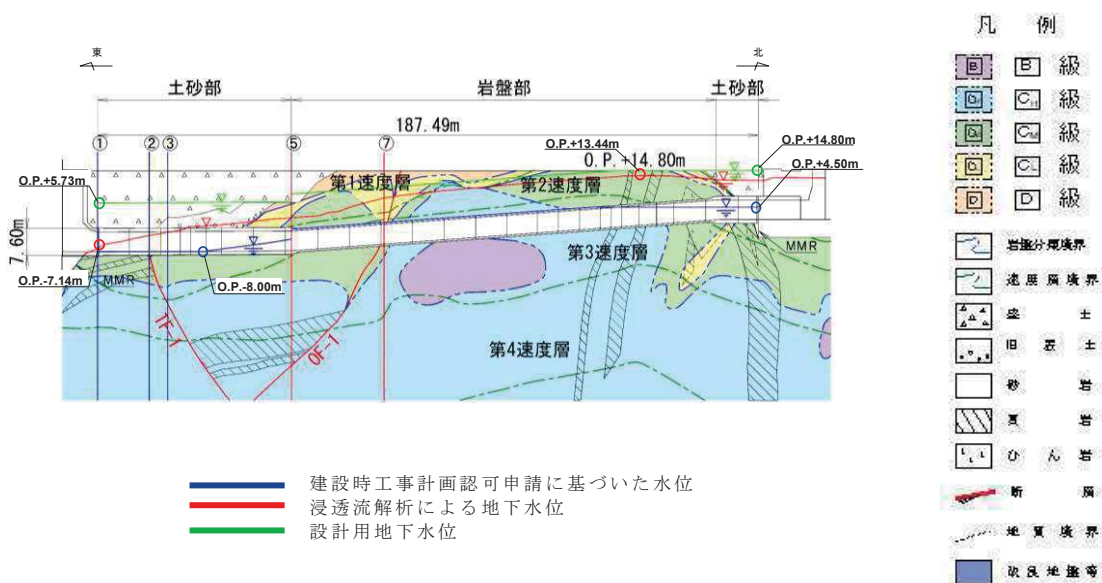 東
北
土砂部
岩盤部
土砂部
187.49m
①
②
③
⑤
⑦
O.P.+13.44m
O.P.+14.80m
O.P.+14.80m
O.P.+4.50m
O.P.+5.73m
第1速度層
第2速度層
7.60m
第3速度層
MMR
MMR
O.P.-7.14m
O.P.-8.00m
TF-1
OF-1
第4速度層
建設時工事計画認可申請に基づいた水位
浸透流解析による地下水位
設計用地下水位
凡 例
B B 級
CH 級
CM 級
CL 級
D D 級
岩盤分類境界
速度層境界
盛 土
旧表土
砂 岩
頁 岩
ひん岩
断 層
地質境界
改良地盤等